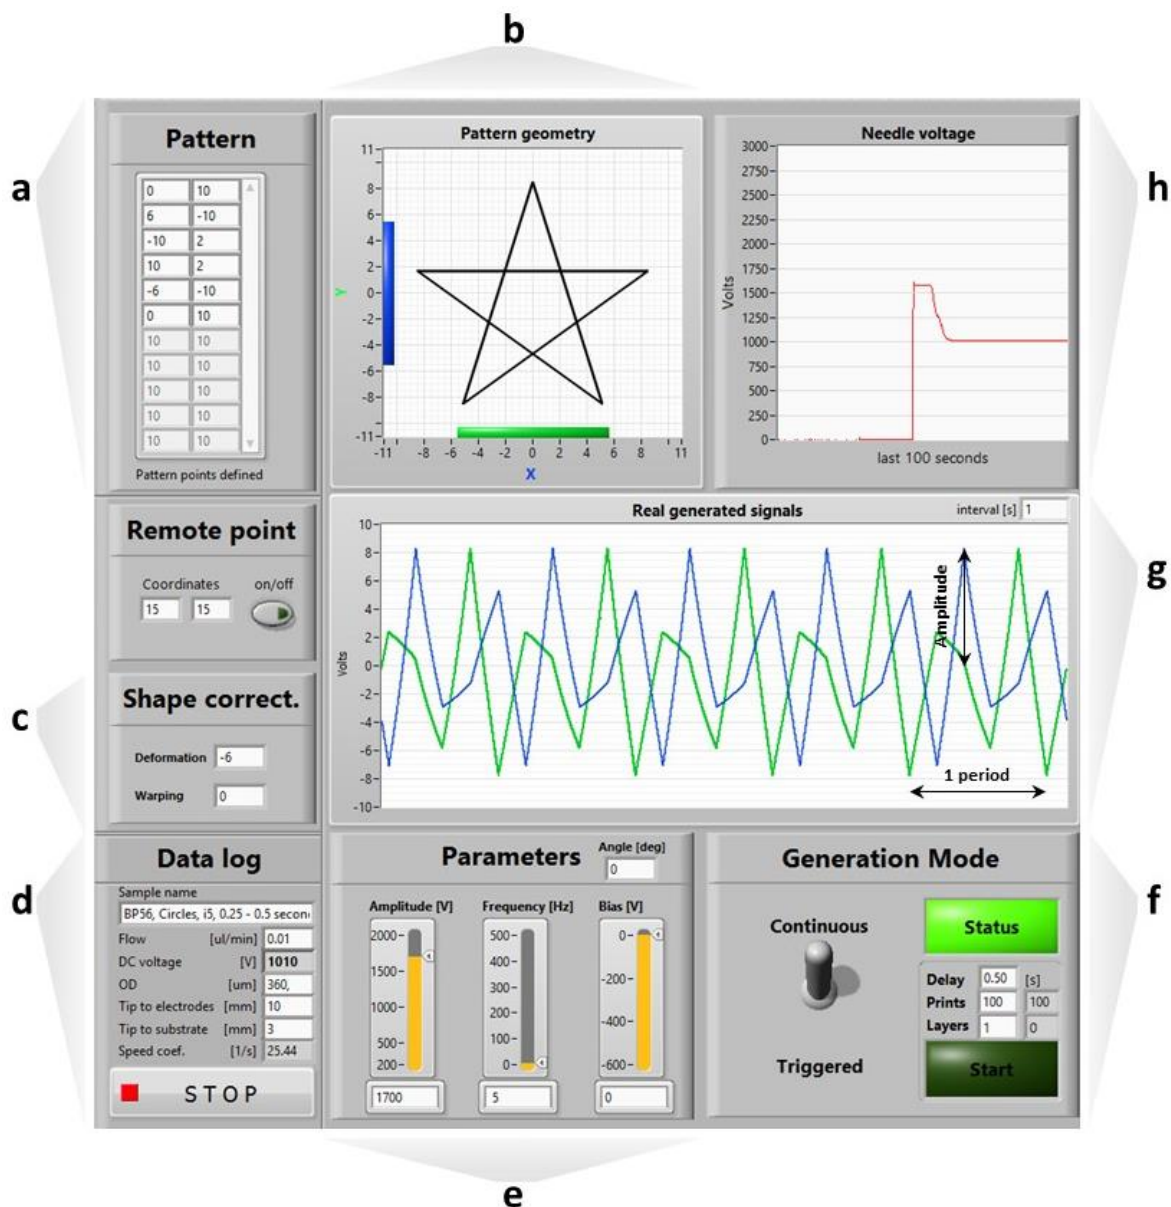 b
a
h
c
g
d
f
e
Pattern
0 10
6 -10
-10 2
10 2
-6 -10
0 10
10 10
10 10
10 10
10 10
10 10
Pattern points defined
Pattern geometry
11
8
6
4
2
0
-2
-4
-6
-8
-11
Y
-11 -8 -6 -4 -2 0 2 4 6 8 11
X
Needle voltage
3000
2750
2500
2250
2000
1750
1500
1250
1000
750
500
250
0
Volts
last 100 seconds
Remote point
Coordinates on/off
15 15
Real generated signals
interval [s] 1
10
8
6
4
2
0
-2
-4
-6
-8
-10
Volts
Amplitude
1 period
Shape correct.
Deformation -6
Warping 0
Data log
Sample name
BP56, Circles, i5, 0.25 - 0.5 second
Flow [ul/min] 0.01
DC voltage [V] 1010
OD [um] 360,
Tip to electrodes [mm] 10
Tip to substrate [mm] 3
Speed coef. [1/s] 25.44
STOP
Parameters
Angle [deg]
0
Amplitude [V] Frequency [Hz] Bias [V]
2000
1500
1000
500
200
1700
500
400
300
200
100
0
5
0
-200
-400
-600
0
Generation Mode
Continuous
Triggered
Status
Delay 0.50 [s]
Prints 100 100
Layers 1 0
Start